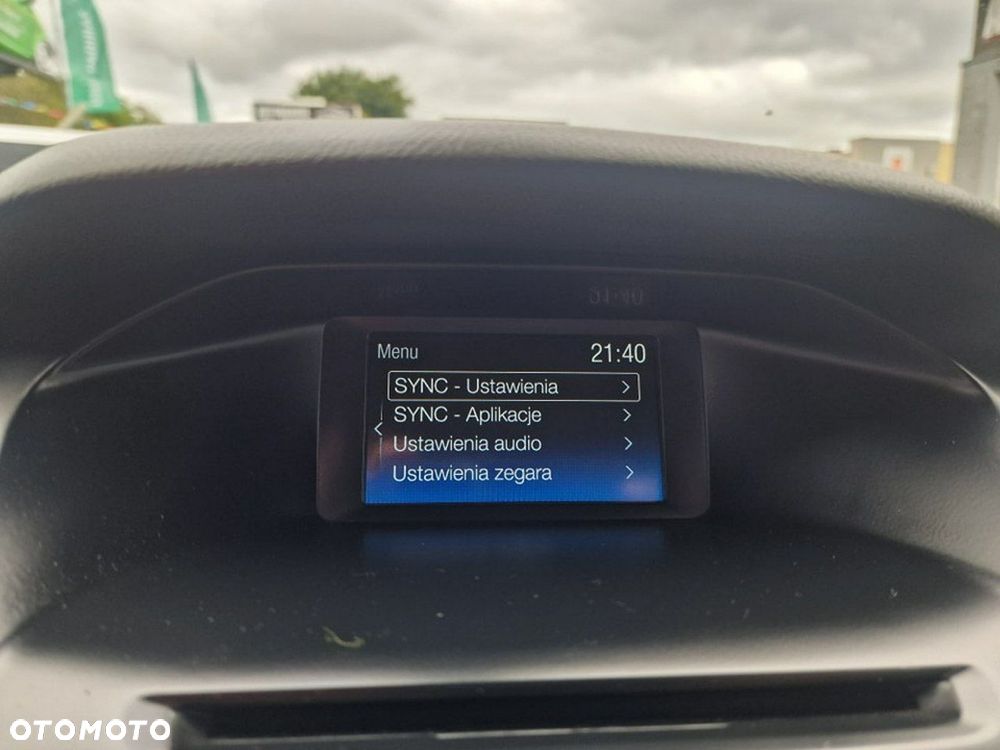 Menu 21:40
SYNC - Ustawienia
SYNC - Aplikacje
Ustawienia audio
Ustawienia zegara
OTOMOTO